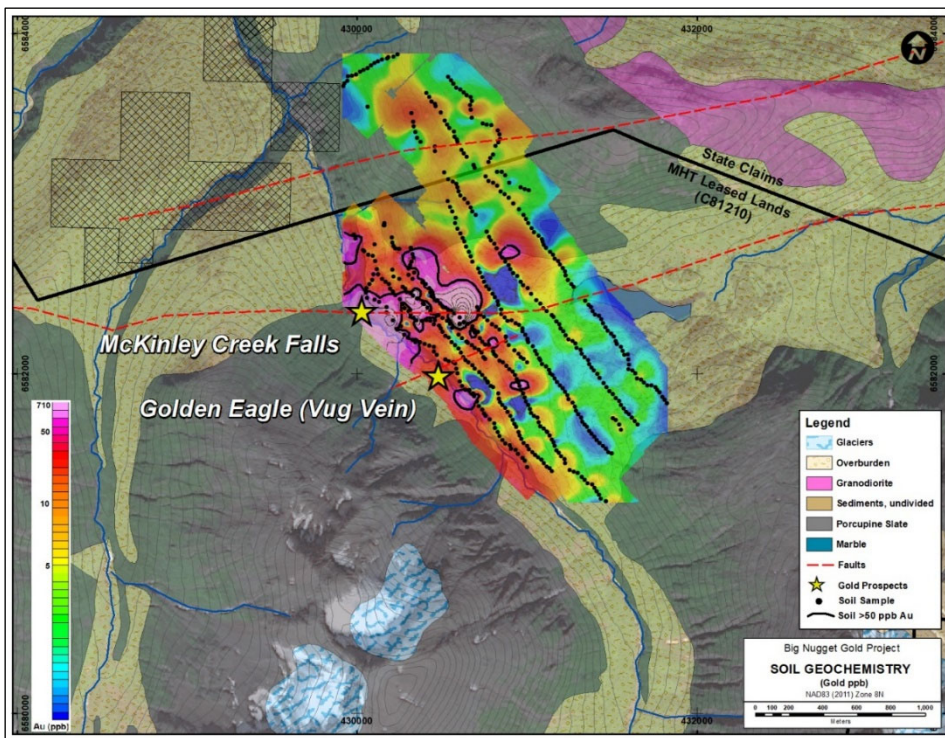 430000
432000
6584000
6584000
N
State Claims
MHT Leased Lands
(C81210)
McKinley Creek Falls
6582000
6582000
Golden Eagle (Vug Vein)
710
50
10
5
Au (ppb)
Legend
Glaciers
Overburden
Granodiorite
Sediments, undivided
Porcupine Slate
Marble
Faults
Gold Prospects
Soil Sample
Soil >50 ppb Au
Big Nugget Gold Project
SOIL GEOCHEMISTRY
(Gold ppb)
NAD83 (2011) Zone 8N
0 100 200 400 600 800 1,000
Meters
6580000
430000
432000